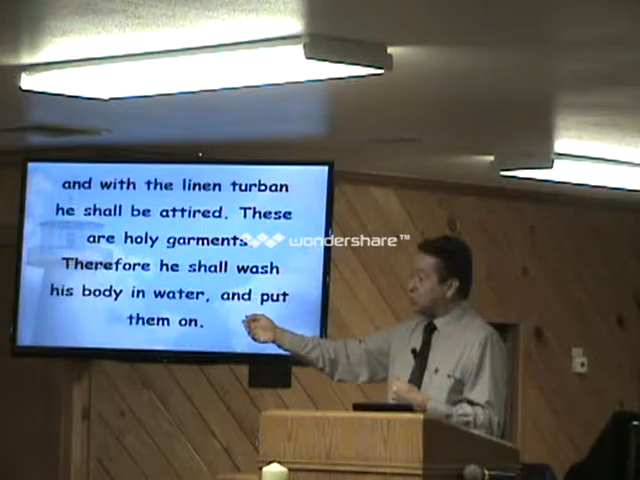 and with the linen turban
he shall be attired. These
are holy garments.
wondershare™
Therefore he shall wash
his body in water, and put
them on.